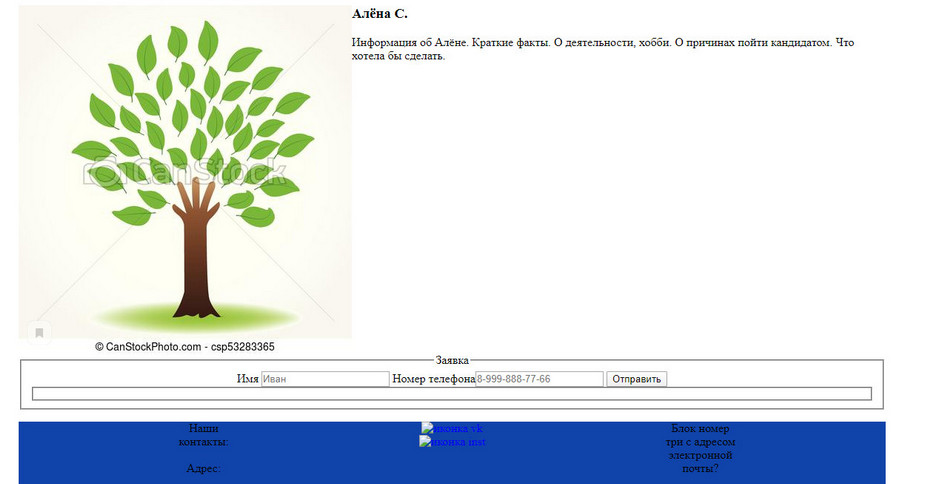 Алёна С.
Информация об Алёне. Краткие факты. О деятельности, хобби. О причинах пойти кандидатом. Что
хотела бы сделать.
CanStock
© CanStockPhoto.com - csp53283365
Заявка
Имя Иван Номер телефона 8-999-888-77-66 Отправить
Наши
контакты:
Адрес:
иконка vk
иконка inst
Блок номер
три с адресом
электронной
почты?